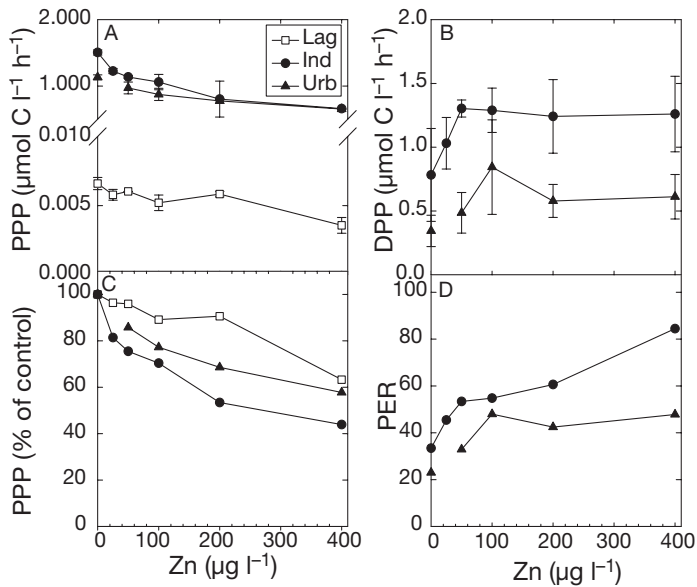 A
Lag
Ind
Urb
2.000
1.000
0.010
0.005
0.000
PPP (µmol C l⁻¹ h⁻¹)
B
2.0
1.5
1.0
0.5
0.0
DPP (µmol C l⁻¹ h⁻¹)
C
100
80
60
40
20
0
PPP (% of control)
0 100 200 300 400
Zn (µg l⁻¹)
D
100
80
60
40
20
0
PER
0 100 200 300 400
Zn (µg l⁻¹)